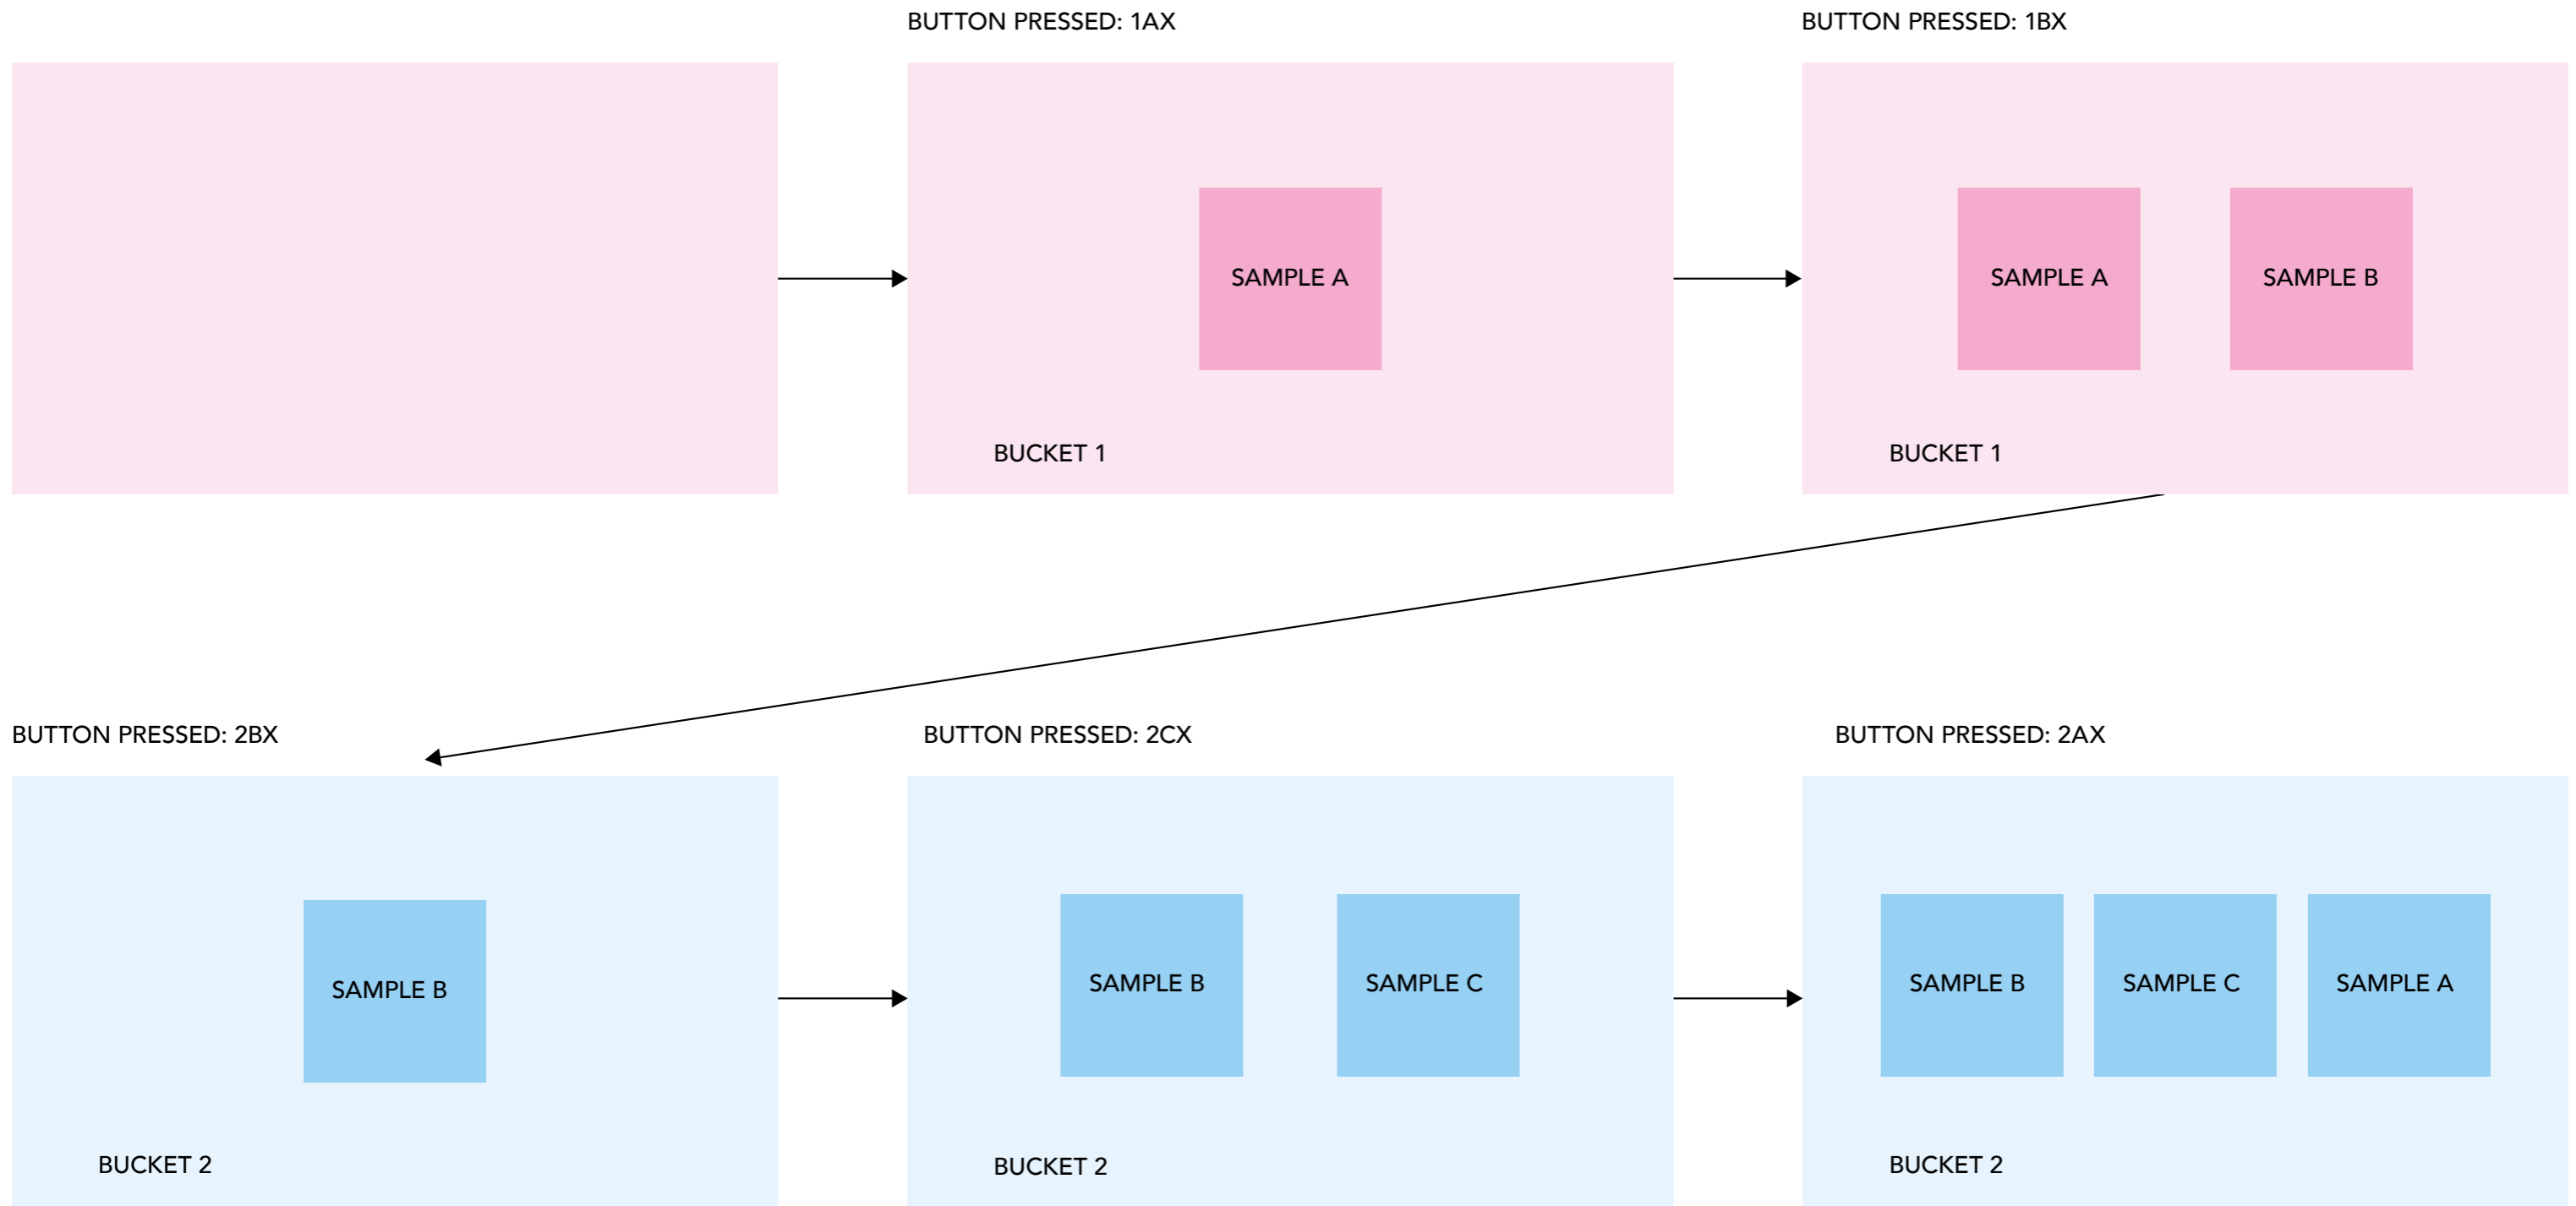 BUTTON PRESSED: 1AX
BUTTON PRESSED: 1BX
SAMPLE A
SAMPLE A
SAMPLE B
BUCKET 1
BUCKET 1
BUTTON PRESSED: 2BX
BUTTON PRESSED: 2CX
BUTTON PRESSED: 2AX
SAMPLE B
SAMPLE B
SAMPLE C
SAMPLE B
SAMPLE C
SAMPLE A
BUCKET 2
BUCKET 2
BUCKET 2